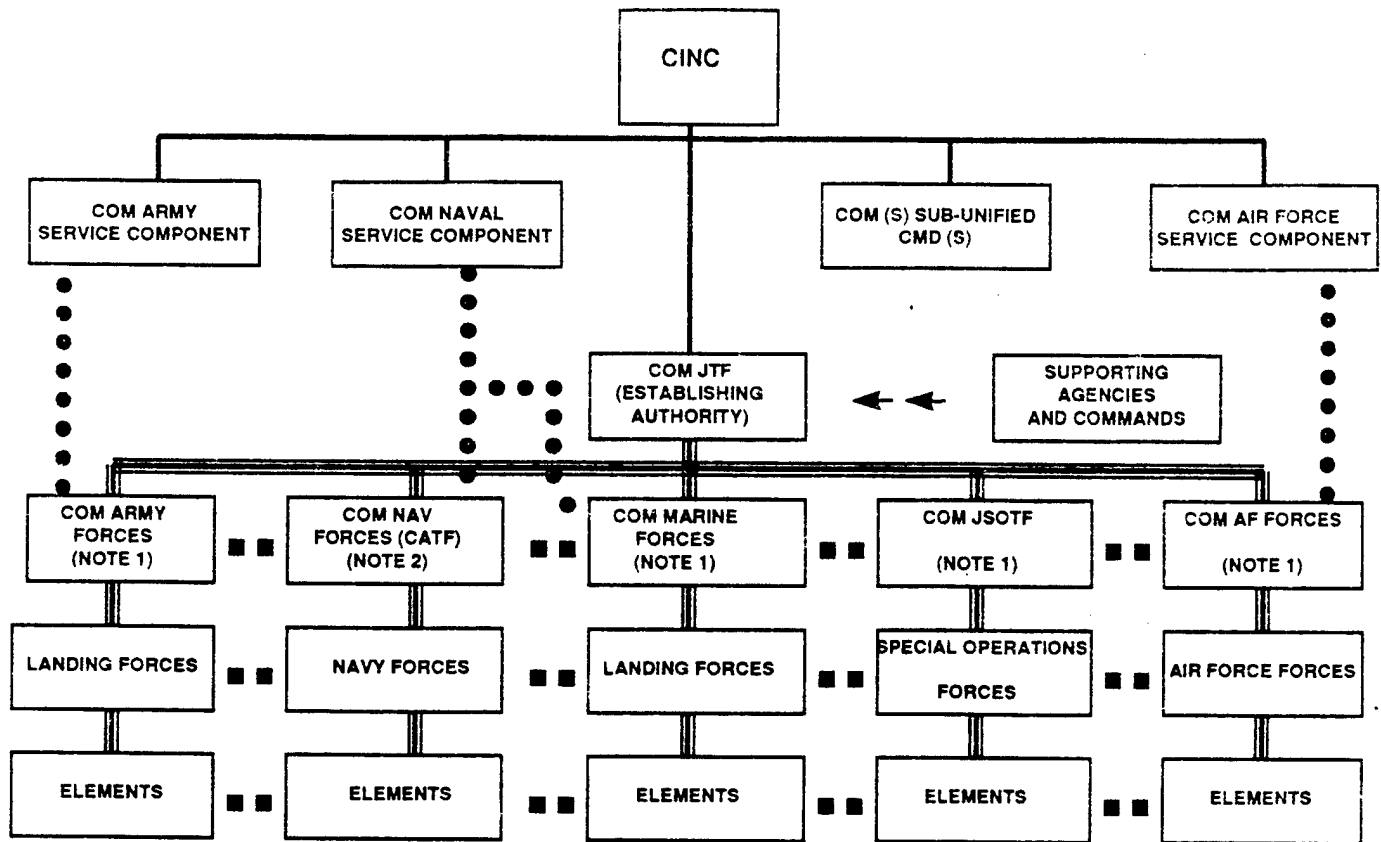 CINC
COM ARMY
SERVICE COMPONENT
COM NAVAL
SERVICE COMPONENT
COM (S) SUB-UNIFIED
CMD (S)
COM AIR FORCE
SERVICE COMPONENT
COM JTF
(ESTABLISHING
AUTHORITY)
SUPPORTING
AGENCIES
AND COMMANDS
COM ARMY
FORCES
(NOTE 1)
COM NAV
FORCES (CATF)
(NOTE 2)
COM MARINE
FORCES
(NOTE 1)
COM JSOTF
(NOTE 1)
COM AF FORCES
(NOTE 1)
LANDING FORCES
NAVY FORCES
LANDING FORCES
SPECIAL OPERATIONS
FORCES
AIR FORCE FORCES
ELEMENTS
ELEMENTS
ELEMENTS
ELEMENTS
ELEMENTS